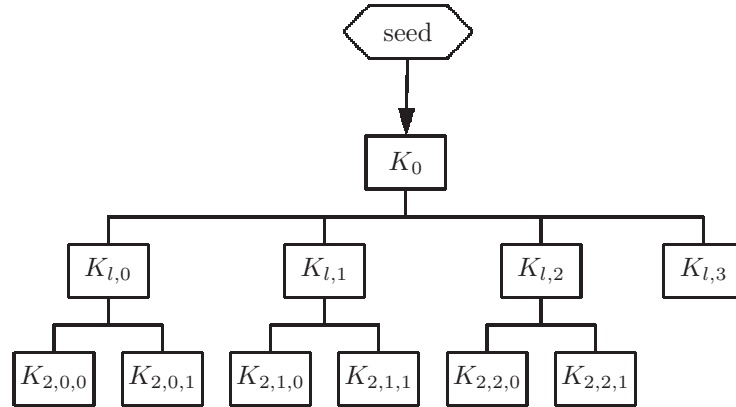 seed
K_0
K_{l,0} K_{l,1} K_{l,2} K_{l,3}
K_{2,0,0} K_{2,0,1} K_{2,1,0} K_{2,1,1} K_{2,2,0} K_{2,2,1}